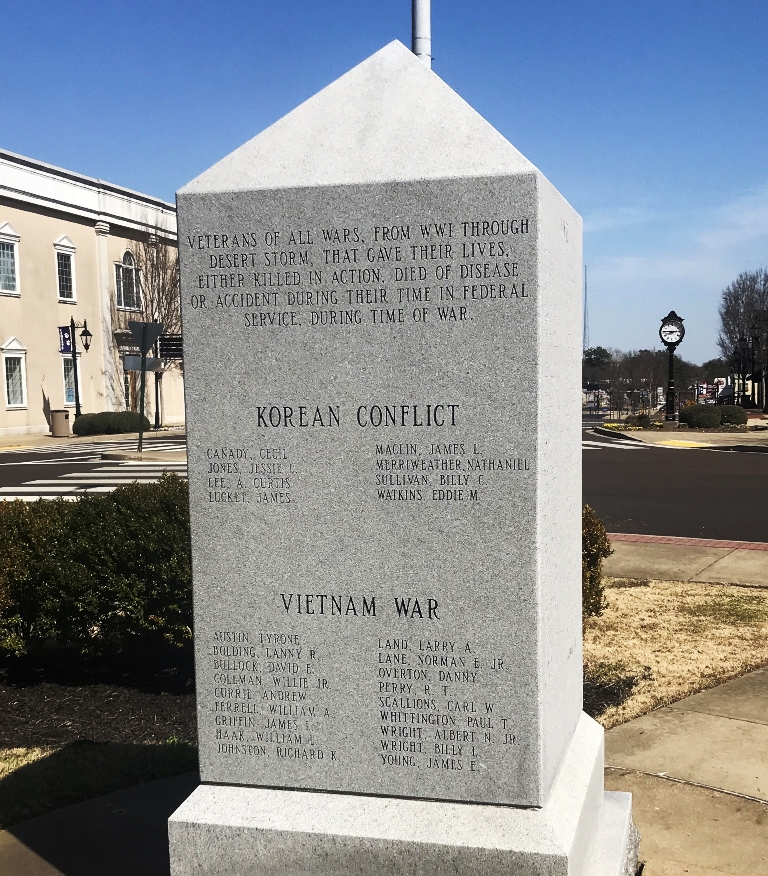 VETERANS OF ALL WARS, FROM WWI THROUGH
DESERT STORM, THAT GAVE THEIR LIVES,
EITHER KILLED IN ACTION, DIED OF DISEASE
OR ACCIDENT DURING THEIR TIME IN FEDERAL
SERVICE, DURING TIME OF WAR.
KOREAN CONFLICT
CANADY, CECIL
JONES, JESSIE L.
LEE, A. CURTIS
LUCKET, JAMES
MACLIN, JAMES L.
MERRIWEATHER, NATHANIEL
SULLIVAN, BILLY C.
WATKINS, EDDIE M.
VIETNAM WAR
AUSTIN, TYRONE
BOLDING, LANNY R.
BULLOCK, DAVID E.
COLEMAN, WILLIE JR.
CURRIE, ANDREW
FERRELL, WILLIAM A.
GRIFFIN, JAMES
HAAK, WILLIAM L.
JOHNSTON, RICHARD K.
LAND, LARRY A.
LANE, NORMAN E. JR.
OVERTON, DANNY
PERRY, R. T.
SCALLIONS, CARL W.
WHITTINGTON, PAUL T.
WRIGHT, ALBERT N. JR.
WRIGHT, BILLY L.
YOUNG, JAMES E.